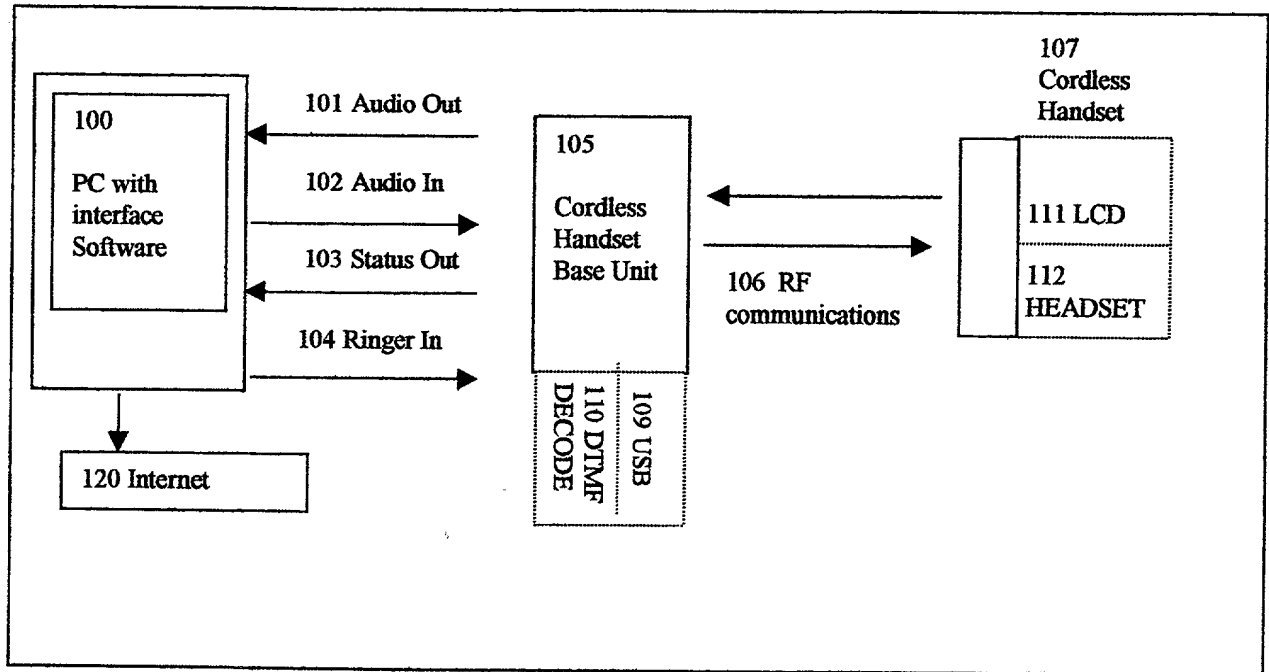 100
PC with
interface
Software
101 Audio Out
102 Audio In
103 Status Out
104 Ringer In
120 Internet
105
Cordless
Handset
Base Unit
109 USB
110 DTMF
DECODE
106 RF
communications
107
Cordless
Handset
111 LCD
112
HEADSET